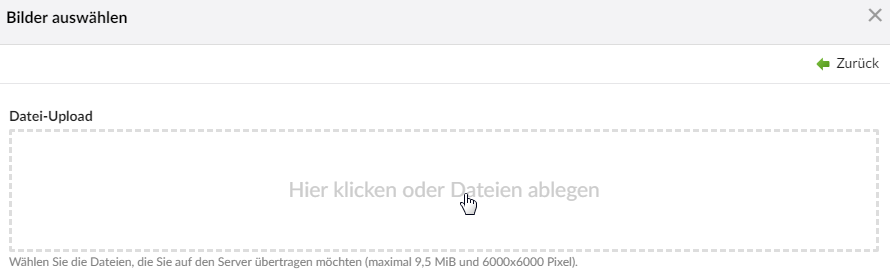 Bilder auswählen
Zurück
Datei-Upload
Hier klicken oder Dateien ablegen
Wählen Sie die Dateien, die Sie auf den Server übertragen möchten (maximal 9,5 MiB und 6000x6000 Pixel).